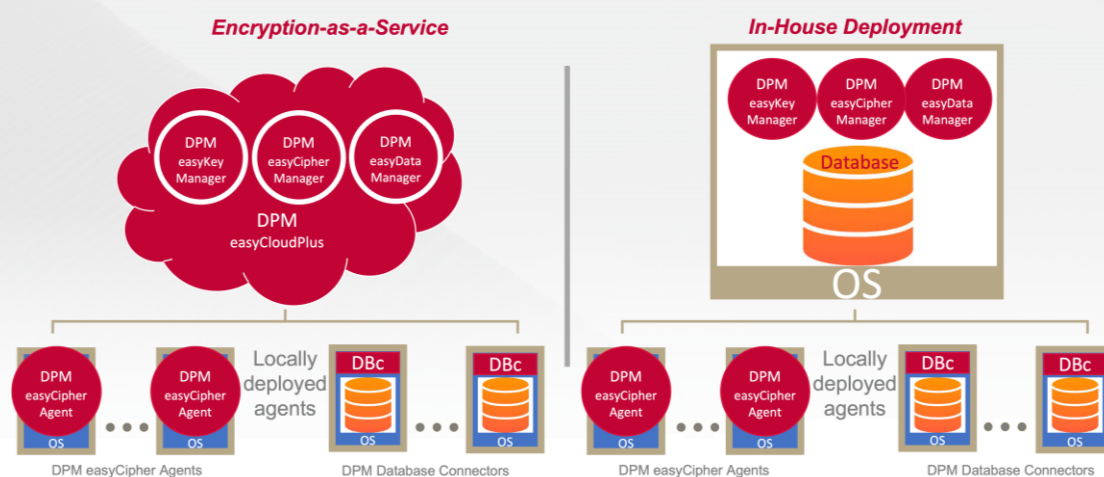 Encryption-as-a-Service
DPM
easyKey
Manager
DPM
easyCipher
Manager
DPM
easyData
Manager
DPM
easyCloudPlus
DPM
easyCipher
Agent
OS
DPM
easyCipher
Agent
OS
Locally
deployed
agents
DBc
OS
DBc
OS
DPM easyCipher Agents
DPM Database Connectors
In-House Deployment
DPM
easyKey
Manager
DPM
easyCipher
Manager
DPM
easyData
Manager
Database
OS
DPM
easyCipher
Agent
OS
DPM
easyCipher
Agent
OS
Locally
deployed
agents
DBc
OS
DBc
OS
DPM easyCipher Agents
DPM Database Connectors